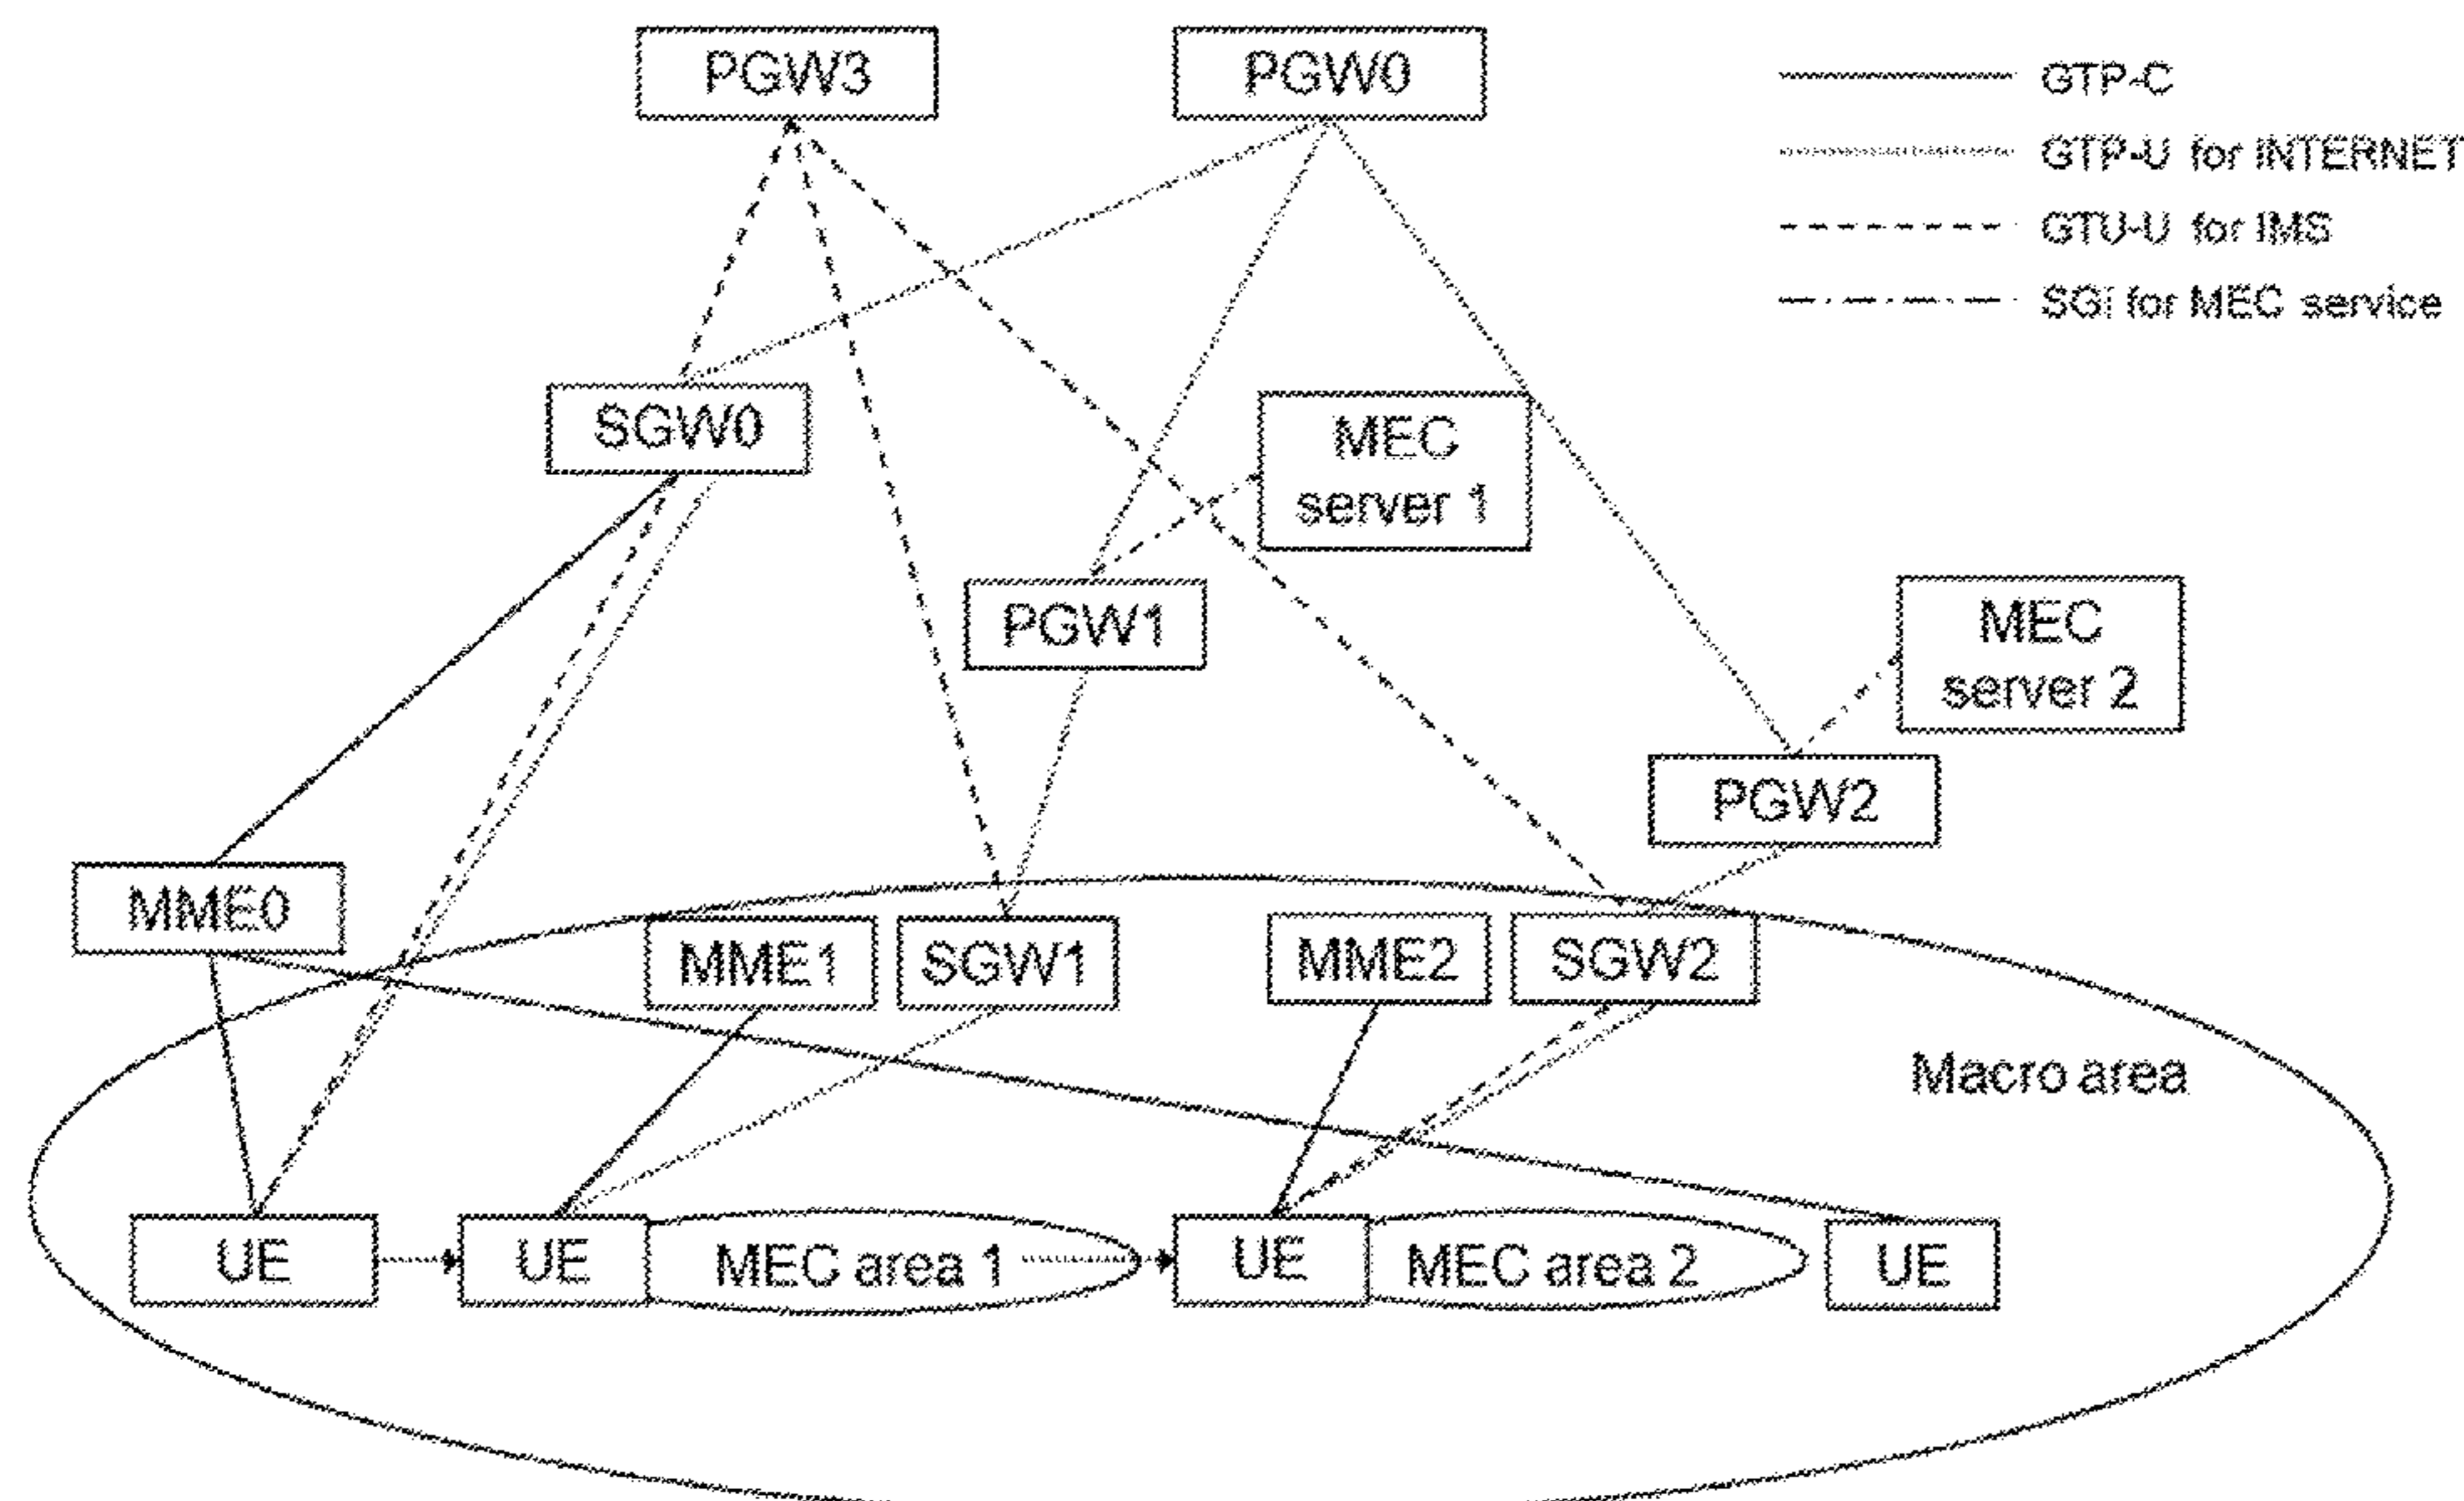 PGW3
PGW0
GTP-C
GTP-U for INTERNET
GTU-U for IMS
SGi for MEC service
SGW0
MEC
server 1
PGW1
MEC
server 2
PGW2
MME0
MME1
SGW1
MME2
SGW2
Macro area
UE
UE
MEC area 1
UE
MEC area 2
UE